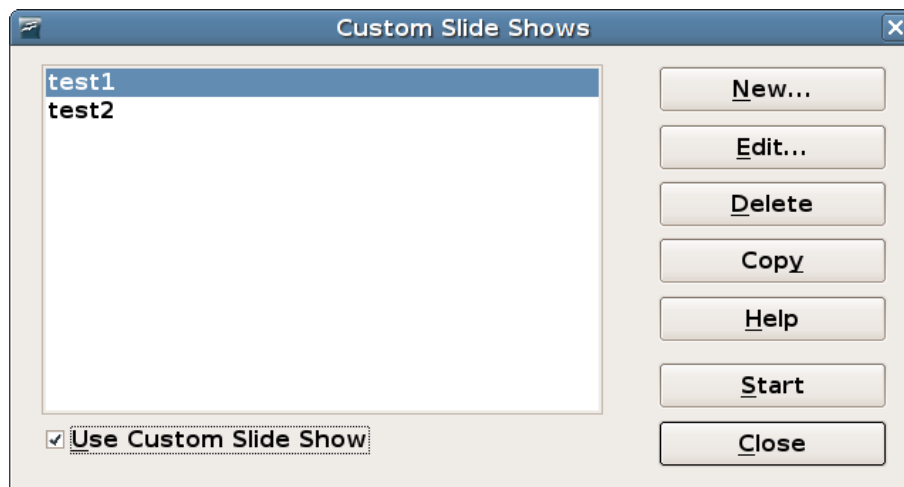 Custom Slide Shows
test1
test2
New...
Edit...
Delete
Copy
Help
Start
Close
Use Custom Slide Show